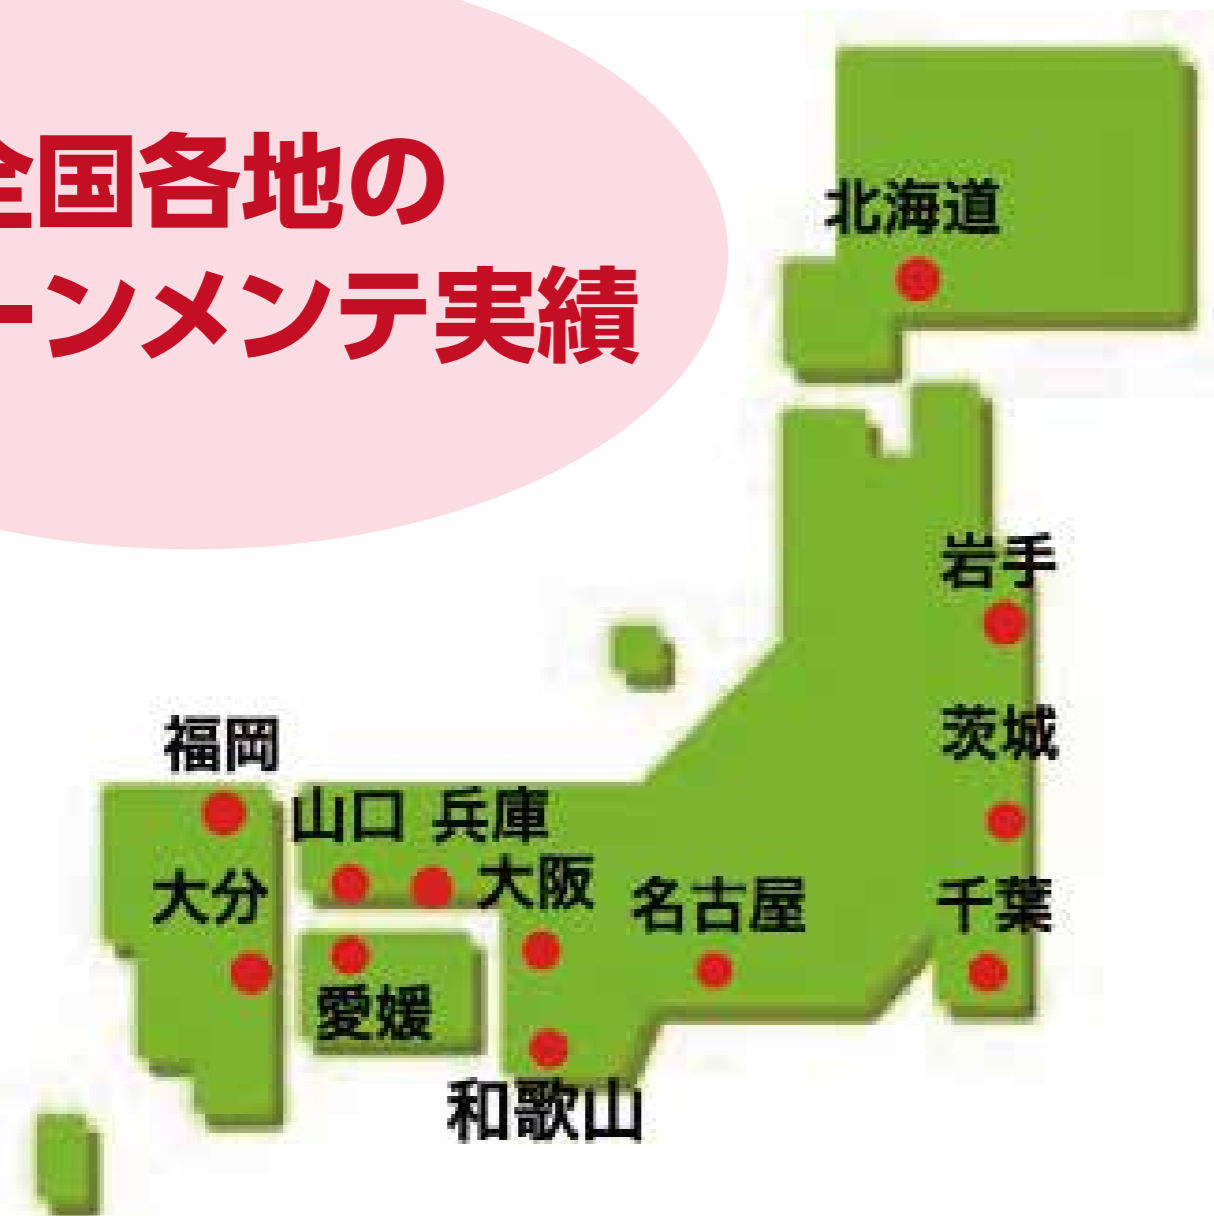 全国各地の
ーンメンテ実績
北海道
岩手
茨城
福岡
山口 兵庫
大阪
大分
名古屋
千葉
愛媛
和歌山